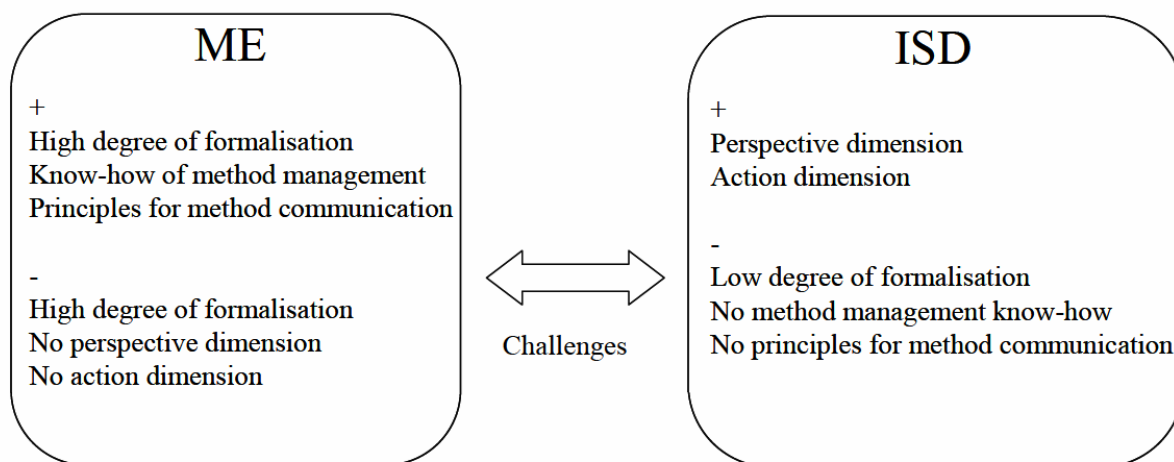 ME
+
High degree of formalisation
Know-how of method management
Principles for method communication
-
High degree of formalisation
No perspective dimension
No action dimension
Challenges
ISD
+
Perspective dimension
Action dimension
-
Low degree of formalisation
No method management know-how
No principles for method communication